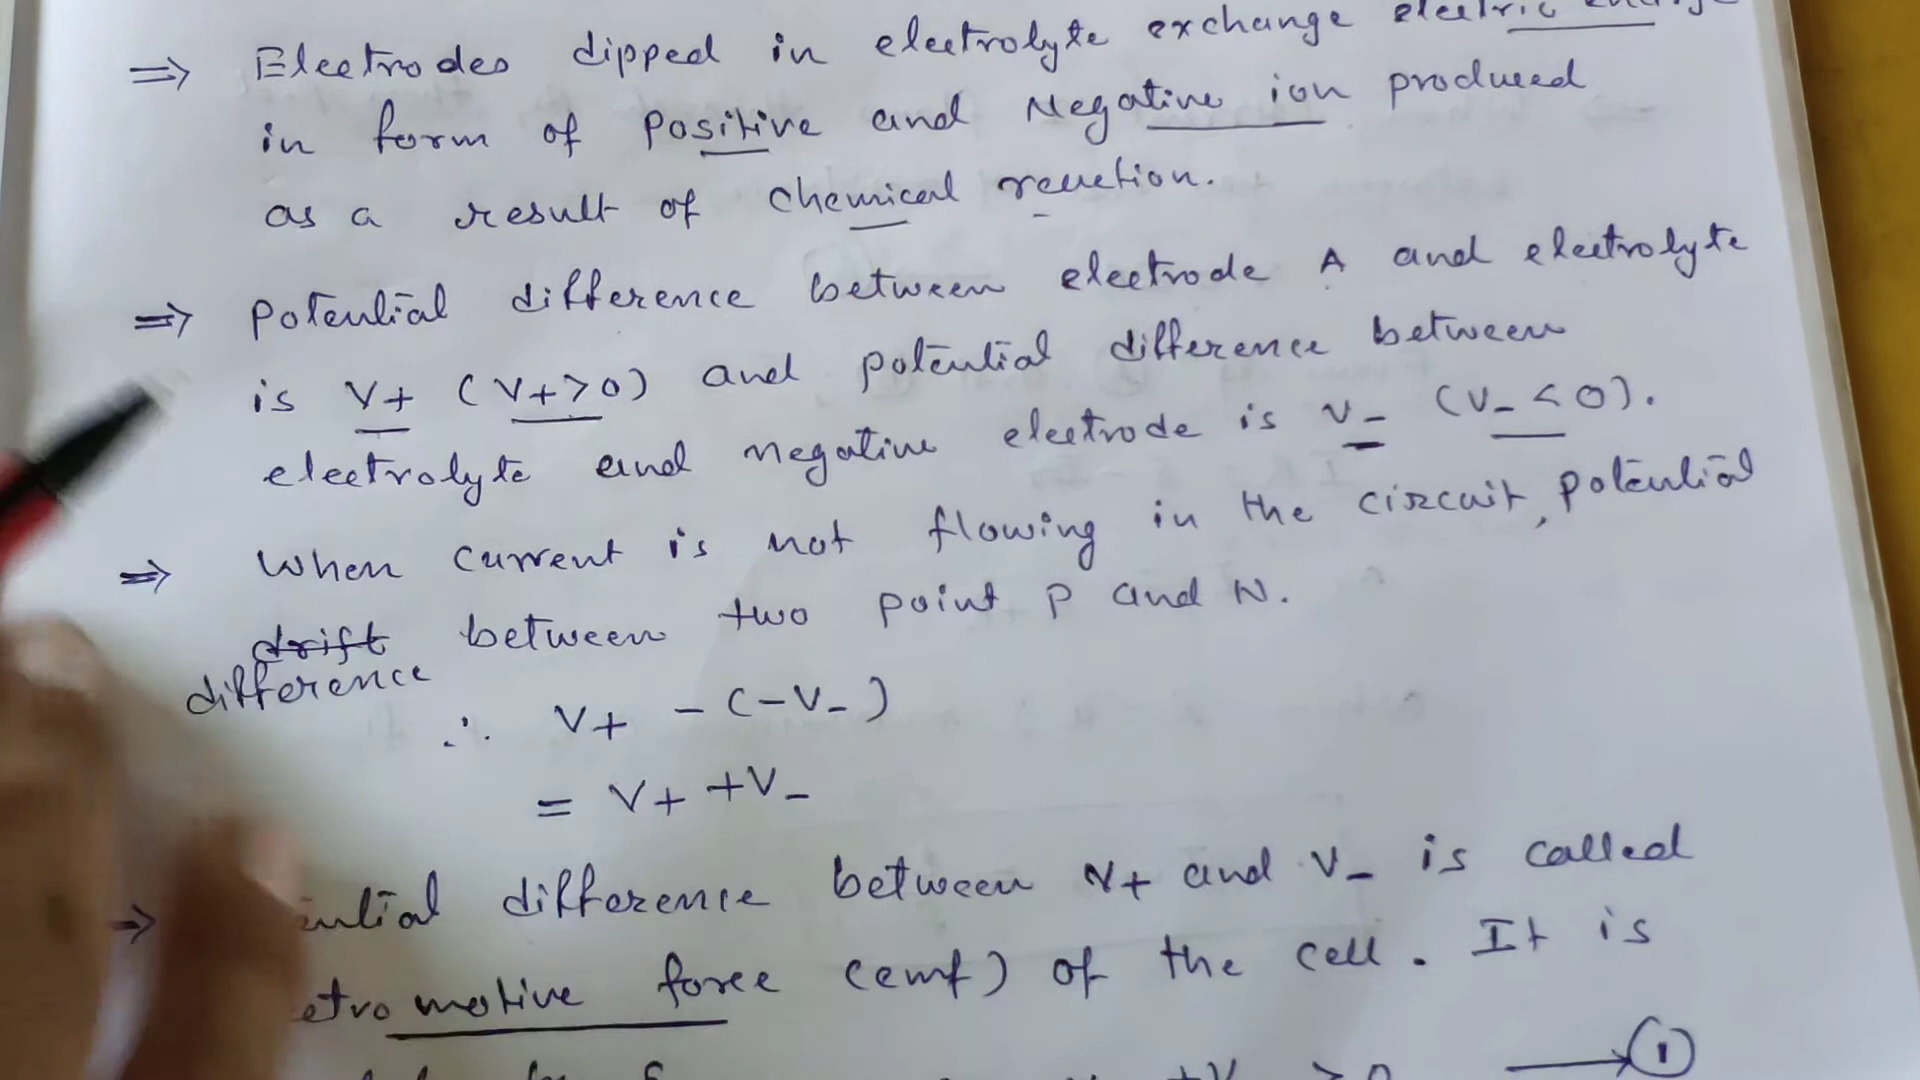 ⇒ Electrodes dipped in electrolyte exchange electric
in form of positive and Negative ion produced
as a result of chemical reaction.
⇒ potential difference between electrode A and electrolyte
is V+ (V+>0) and potential difference between
electrolyte and negative electrode is V- (V- < 0).
⇒ When current is not flowing in the circuit, potential
drift between two point P and N.
difference
∴ V+ -(-V-)
= V+ +V-
⇒ difference between V+ and V- is called
motive force (emf) of the cell. It is
+V > 0 → (1)